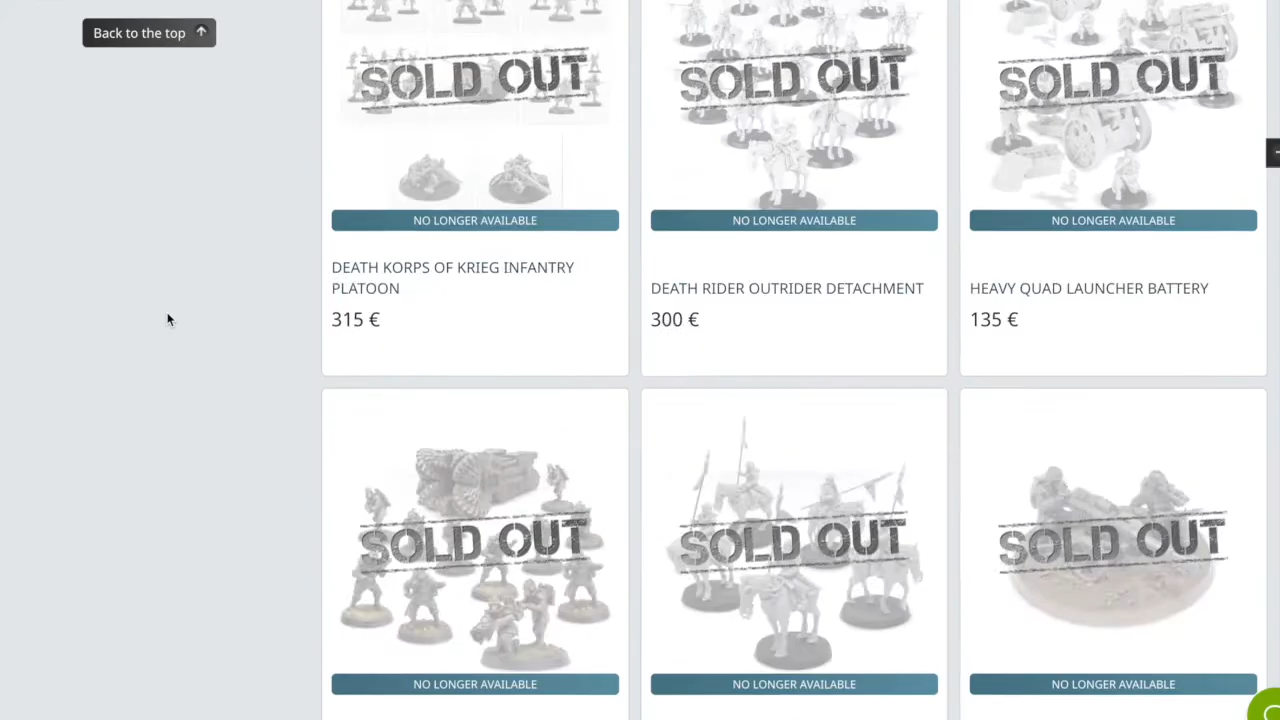 Back to the top
SOLD OUT
SOLD OUT
SOLD OUT
NO LONGER AVAILABLE
NO LONGER AVAILABLE
NO LONGER AVAILABLE
DEATH KORPS OF KRIEG INFANTRY
PLATOON
315 €
DEATH RIDER OUTRIDER DETACHMENT
300 €
HEAVY QUAD LAUNCHER BATTERY
135 €
SOLD OUT
SOLD OUT
SOLD OUT
NO LONGER AVAILABLE
NO LONGER AVAILABLE
NO LONGER AVAILABLE